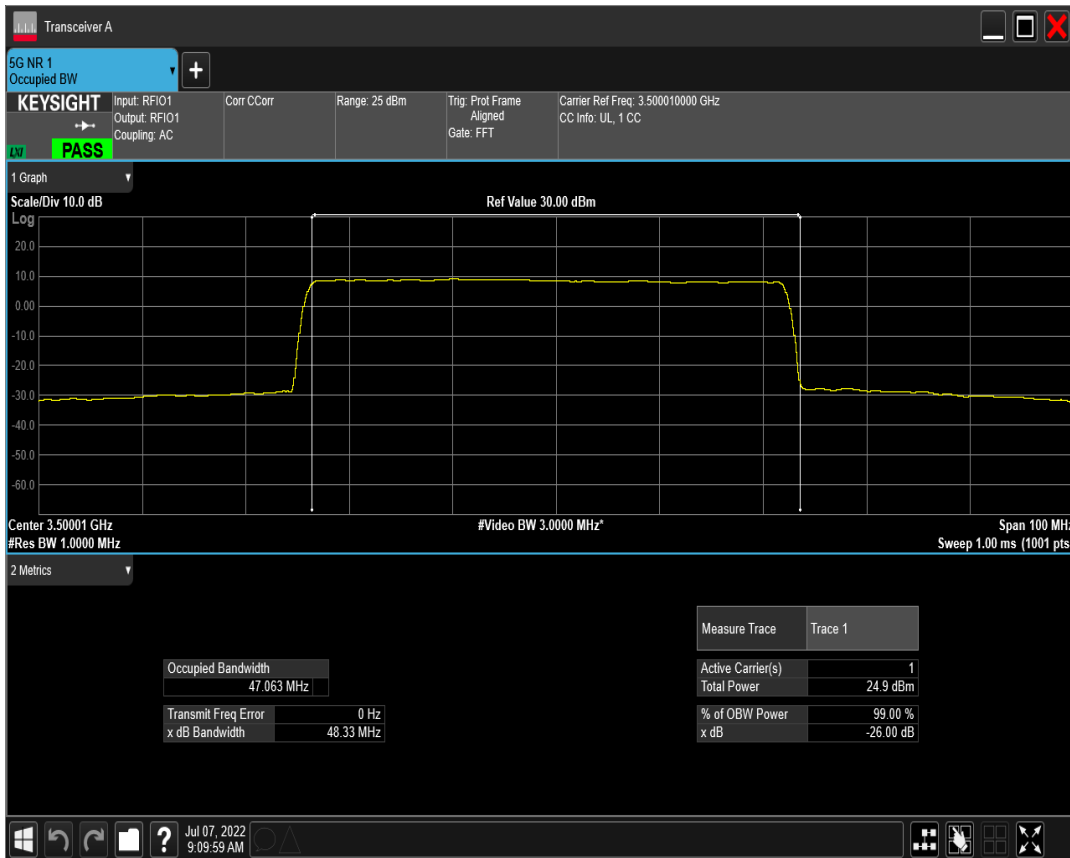 Transceiver A
5G NR 1
Occupied BW
KEYSIGHT
LXI
PASS
Input: RFIO1
Output: RFIO1
Coupling: AC
Corr CCorr
Range: 25 dBm
Trig: Prot Frame
Aligned
Gate: FFT
Carrier Ref Freq: 3.500010000 GHz
CC Info: UL, 1 CC
1 Graph
Scale/Div 10.0 dB
Ref Value 30.00 dBm
Log
20.0
10.0
0.00
-10.0
-20.0
-30.0
-40.0
-50.0
-60.0
Center 3.50001 GHz
#Video BW 3.0000 MHz*
Span 100 MHz
#Res BW 1.0000 MHz
Sweep 1.00 ms (1001 pts
2 Metrics
Measure Trace Trace 1
Occupied Bandwidth
47.063 MHz
Active Carrier(s) 1
Total Power 24.9 dBm
Transmit Freq Error 0 Hz
x dB Bandwidth 48.33 MHz
% of OBW Power 99.00 %
x dB -26.00 dB
?
Jul 07, 2022
9:09:59 AM